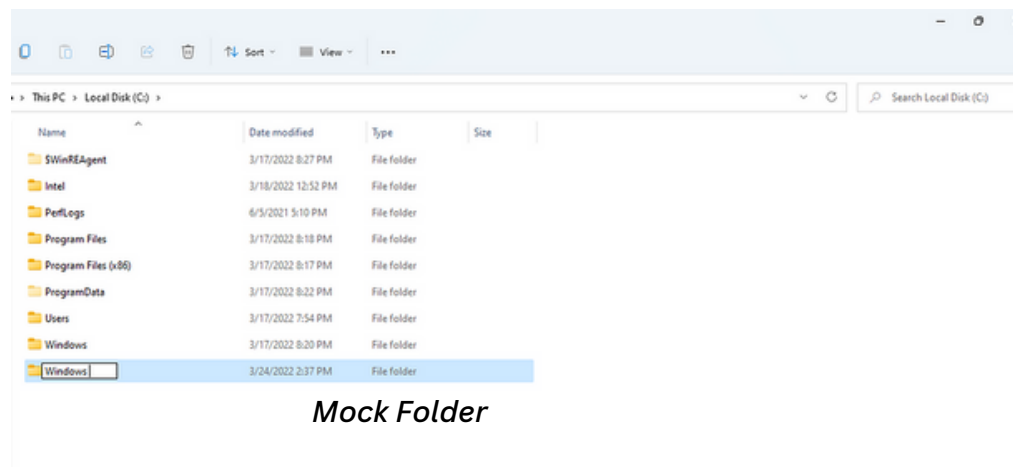 Sort View
> This PC > Local Disk (C:) > Search Local Disk (C:)
Name Date modified Type Size
$WinREAgent 3/17/2022 8:27 PM File folder
Intel 3/18/2022 12:52 PM File folder
PerfLogs 6/5/2021 5:10 PM File folder
Program Files 3/17/2022 8:18 PM File folder
Program Files (x86) 3/17/2022 8:17 PM File folder
ProgramData 3/17/2022 8:22 PM File folder
Users 3/17/2022 7:54 PM File folder
Windows 3/17/2022 8:20 PM File folder
Windows 3/24/2022 2:37 PM File folder
Mock Folder